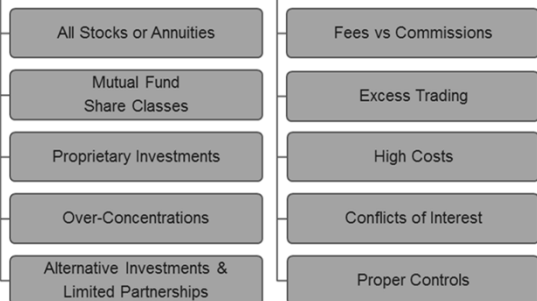 All Stocks or Annuities
Mutual Fund
Share Classes
Proprietary Investments
Over-Concentrations
Alternative Investments &
Limited Partnerships
Fees vs Commissions
Excess Trading
High Costs
Conflicts of Interest
Proper Controls